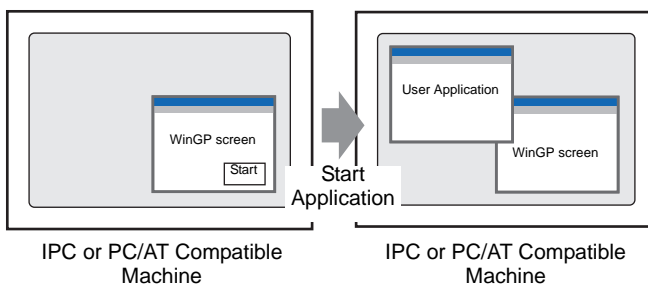 WinGP screen
Start
IPC or PC/AT Compatible
Machine
Start
Application
User Application
WinGP screen
IPC or PC/AT Compatible
Machine